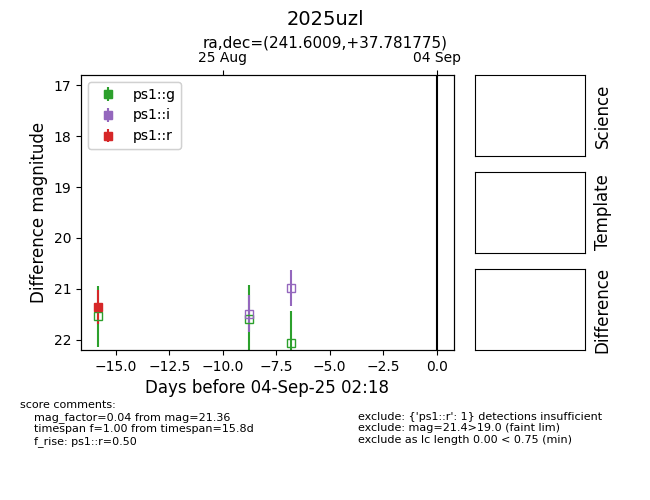 2025uzl
ra,dec=(241.6009,+37.781775)
25 Aug
04 Sep
ps1::g
ps1::i
ps1::r
17
18
19
20
21
22
Difference magnitude
−15.0
−12.5
−10.0
−7.5
−5.0
−2.5
0.0
Days before 04-Sep-25 02:18
Science
Template
Difference
score comments:
mag_factor=0.04 from mag=21.36
timespan f=1.00 from timespan=15.8d
f_rise: ps1::r=0.50
exclude: {'ps1::r': 1} detections insufficient
exclude: mag=21.4>19.0 (faint lim)
exclude as lc length 0.00 < 0.75 (min)